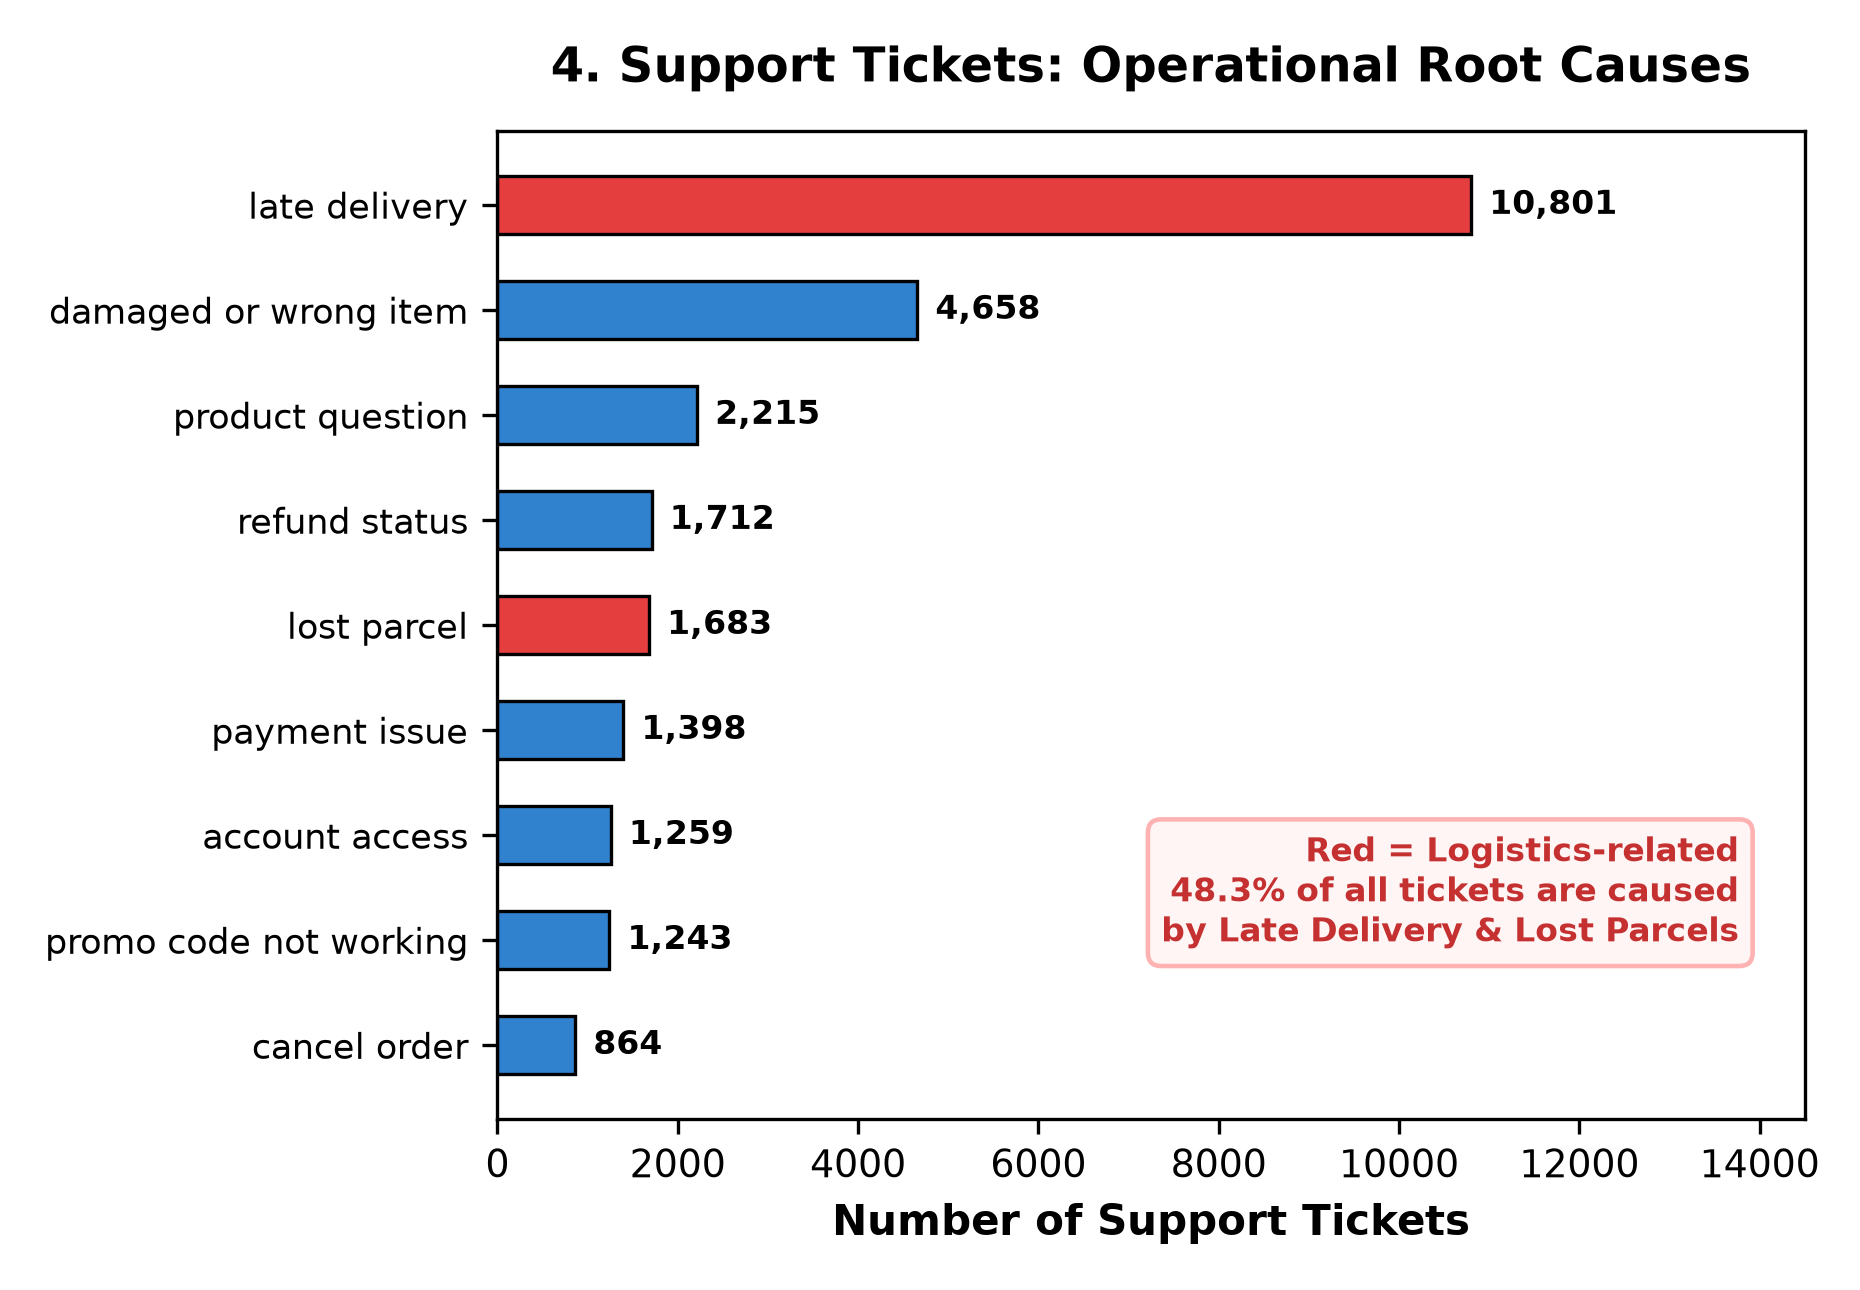 4. Support Tickets: Operational Root Causes
late delivery 10,801
damaged or wrong item 4,658
product question 2,215
refund status 1,712
lost parcel 1,683
payment issue 1,398
account access 1,259
promo code not working 1,243
cancel order 864
Red = Logistics-related
48.3% of all tickets are caused
by Late Delivery & Lost Parcels
0 2000 4000 6000 8000 10000 12000 14000
Number of Support Tickets